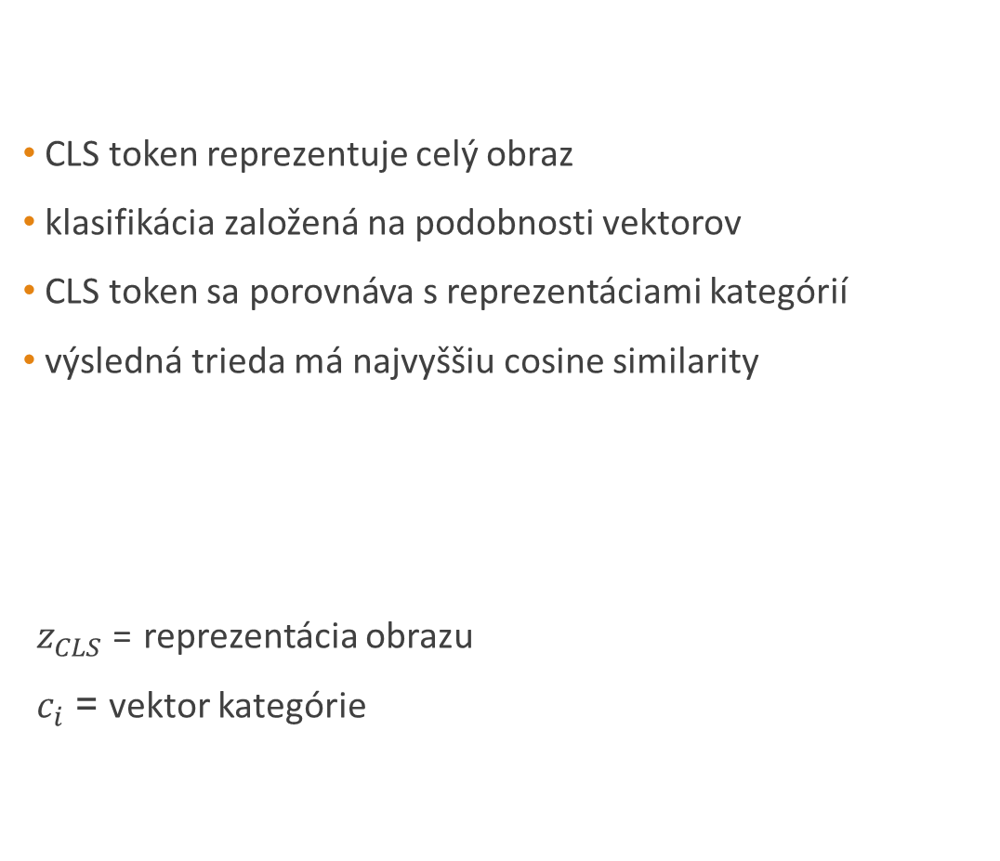 • CLS token reprezentuje celý obraz
• klasifikácia založená na podobnosti vektorov
• CLS token sa porovnáva s reprezentáciami kategórií
• výsledná trieda má najvyššiu cosine similarity
z_{CLS} = reprezentácia obrazu
c_i = vektor kategórie